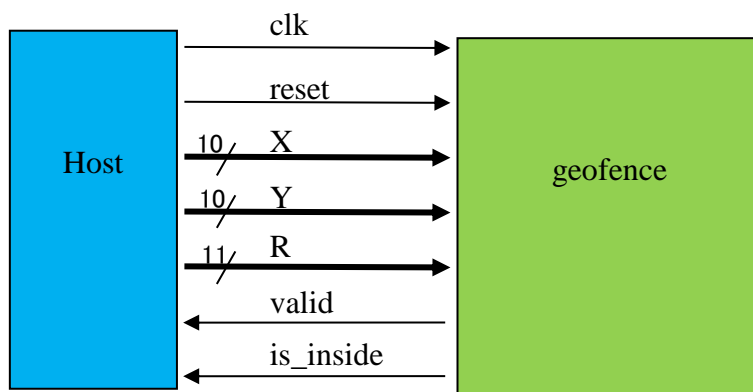 clk
reset
10 X
Host
geofence
10 Y
11 R
valid
is_inside